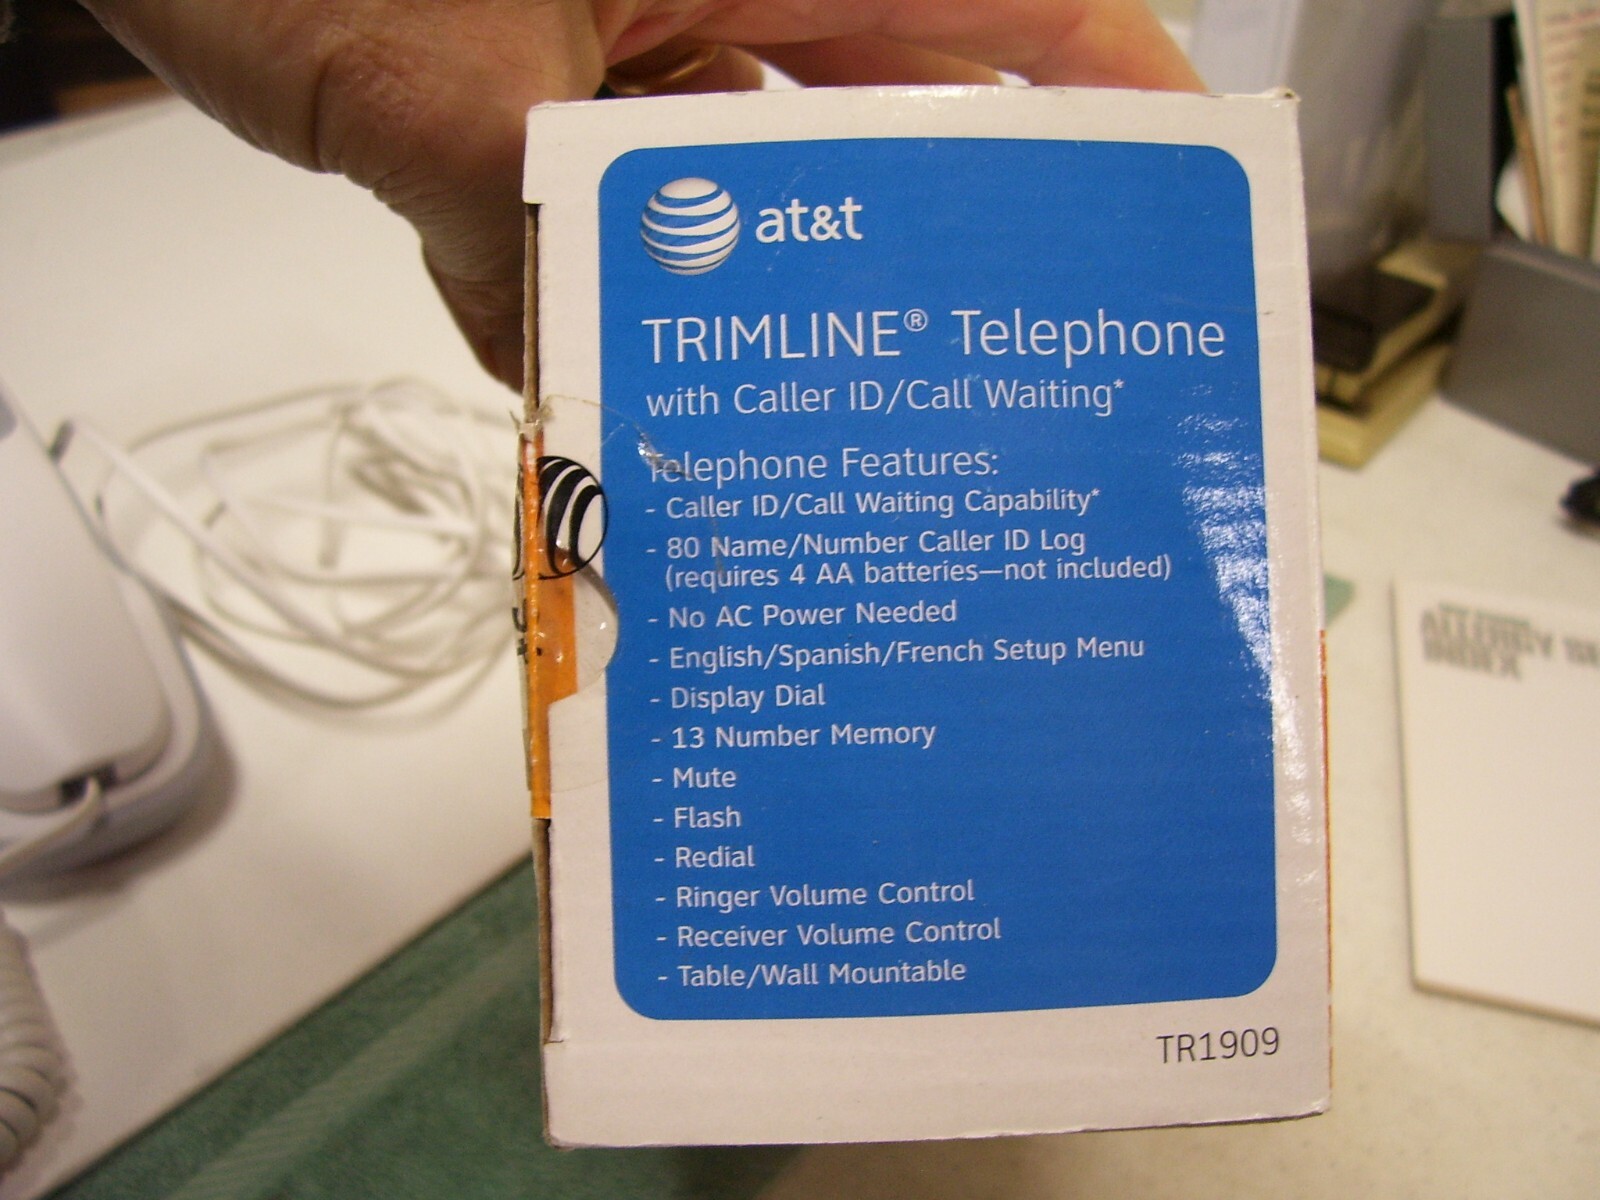 at&t
TRIMLINE® Telephone
with Caller ID/Call Waiting*
Telephone Features:
- Caller ID/Call Waiting Capability*
- 80 Name/Number Caller ID Log
(requires 4 AA batteries—not included)
- No AC Power Needed
- English/Spanish/French Setup Menu
- Display Dial
- 13 Number Memory
- Mute
- Flash
- Redial
- Ringer Volume Control
- Receiver Volume Control
- Table/Wall Mountable
TR1909